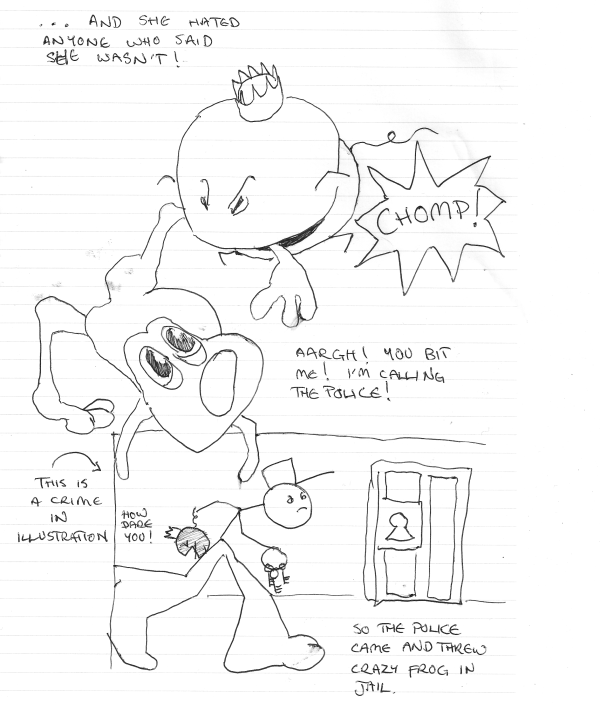 ... AND SHE HATED
ANYONE WHO SAID
SHE WASN'T!
CHOMP!
AARGH! YOU BIT
ME! I'M CALLING
THE POLICE!
THIS IS
A CRIME
IN
ILLUSTRATION
HOW
DARE
YOU!
SO THE POLICE
CAME AND THREW
CRAZY FROG IN
JAIL.